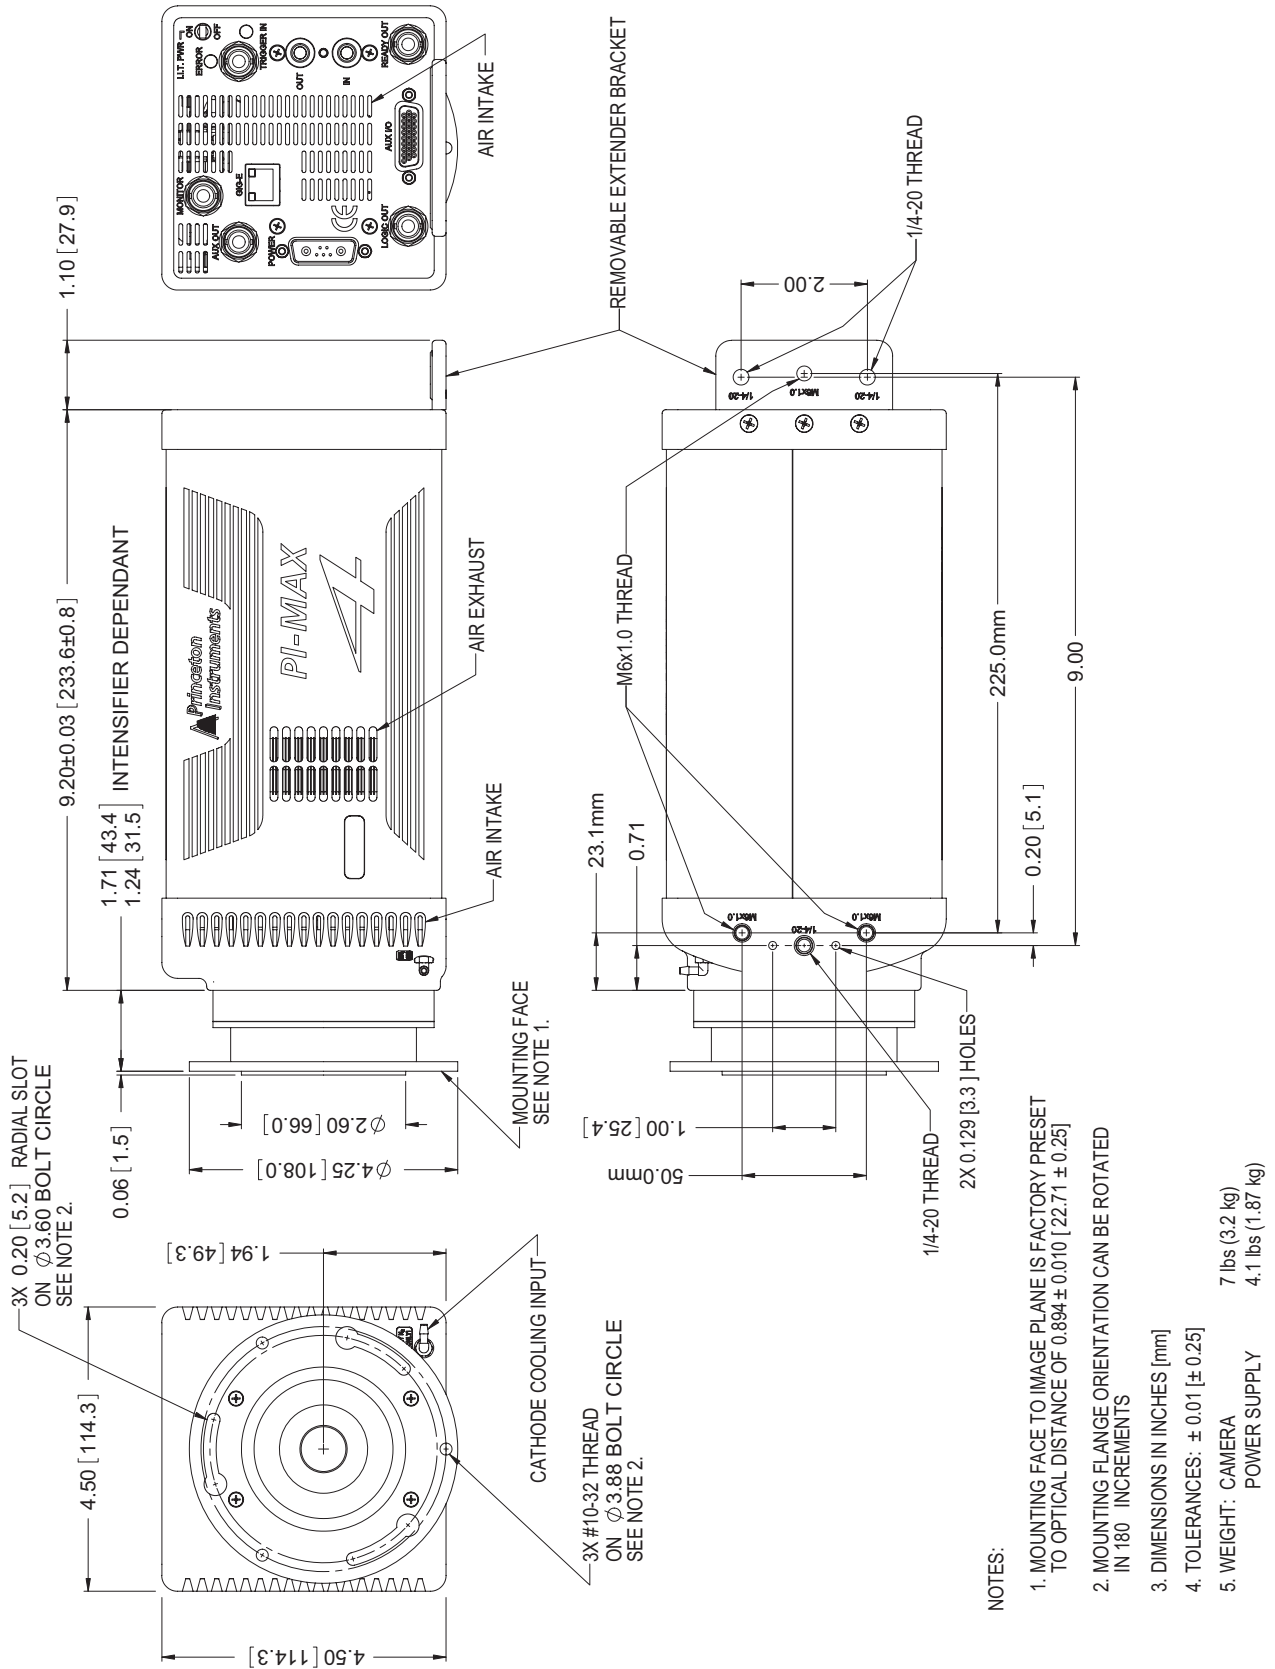 3X 0.20 [5.2] RADIAL SLOT
ON ∅3.60 BOLT CIRCLE
SEE NOTE 2.
4.50 [114.3]
4.50 [114.3]
1.94 [49.3]
CATHODE COOLING INPUT
3X #10-32 THREAD
ON ∅3.88 BOLT CIRCLE
SEE NOTE 2.
0.06 [1.5]
1.71 [43.4]
1.24 [31.5]
INTENSIFIER DEPENDANT
9.20±0.03 [233.6±0.8]
1.10 [27.9]
∅4.25 [108.0]
∅2.60 [66.0]
MOUNTING FACE
SEE NOTE 1.
Princeton
Instruments
PI-MAX
4
AIR INTAKE
AIR EXHAUST
I.I.T. PWR
ON
OFF
ERROR
TRIGGER IN
OUT
IN
READY OUT
MONITOR
AUX OUT
GIG-E
AUX I/O
POWER
CE
LOGIC OUT
AIR INTAKE
REMOVABLE EXTENDER BRACKET
1/4-20 THREAD
2.00
1/4-20
M6x1.0
1/4-20
M6x1.0 THREAD
23.1mm
0.71
M6x1.0
1/4-20
M6x1.0
225.0mm
9.00
0.20 [5.1]
1.00 [25.4]
50.0mm
1/4-20 THREAD
2X 0.129 [3.3 ] HOLES
NOTES:
1. MOUNTING FACE TO IMAGE PLANE IS FACTORY PRESET
TO OPTICAL DISTANCE OF 0.894 ± 0.010 [22.71 ± 0.25]
2. MOUNTING FLANGE ORIENTATION CAN BE ROTATED
IN 180 INCREMENTS
3. DIMENSIONS IN INCHES [mm]
4. TOLERANCES: ± 0.01 [± 0.25]
5. WEIGHT: CAMERA 7 lbs (3.2 kg)
POWER SUPPLY 4.1 lbs (1.87 kg)